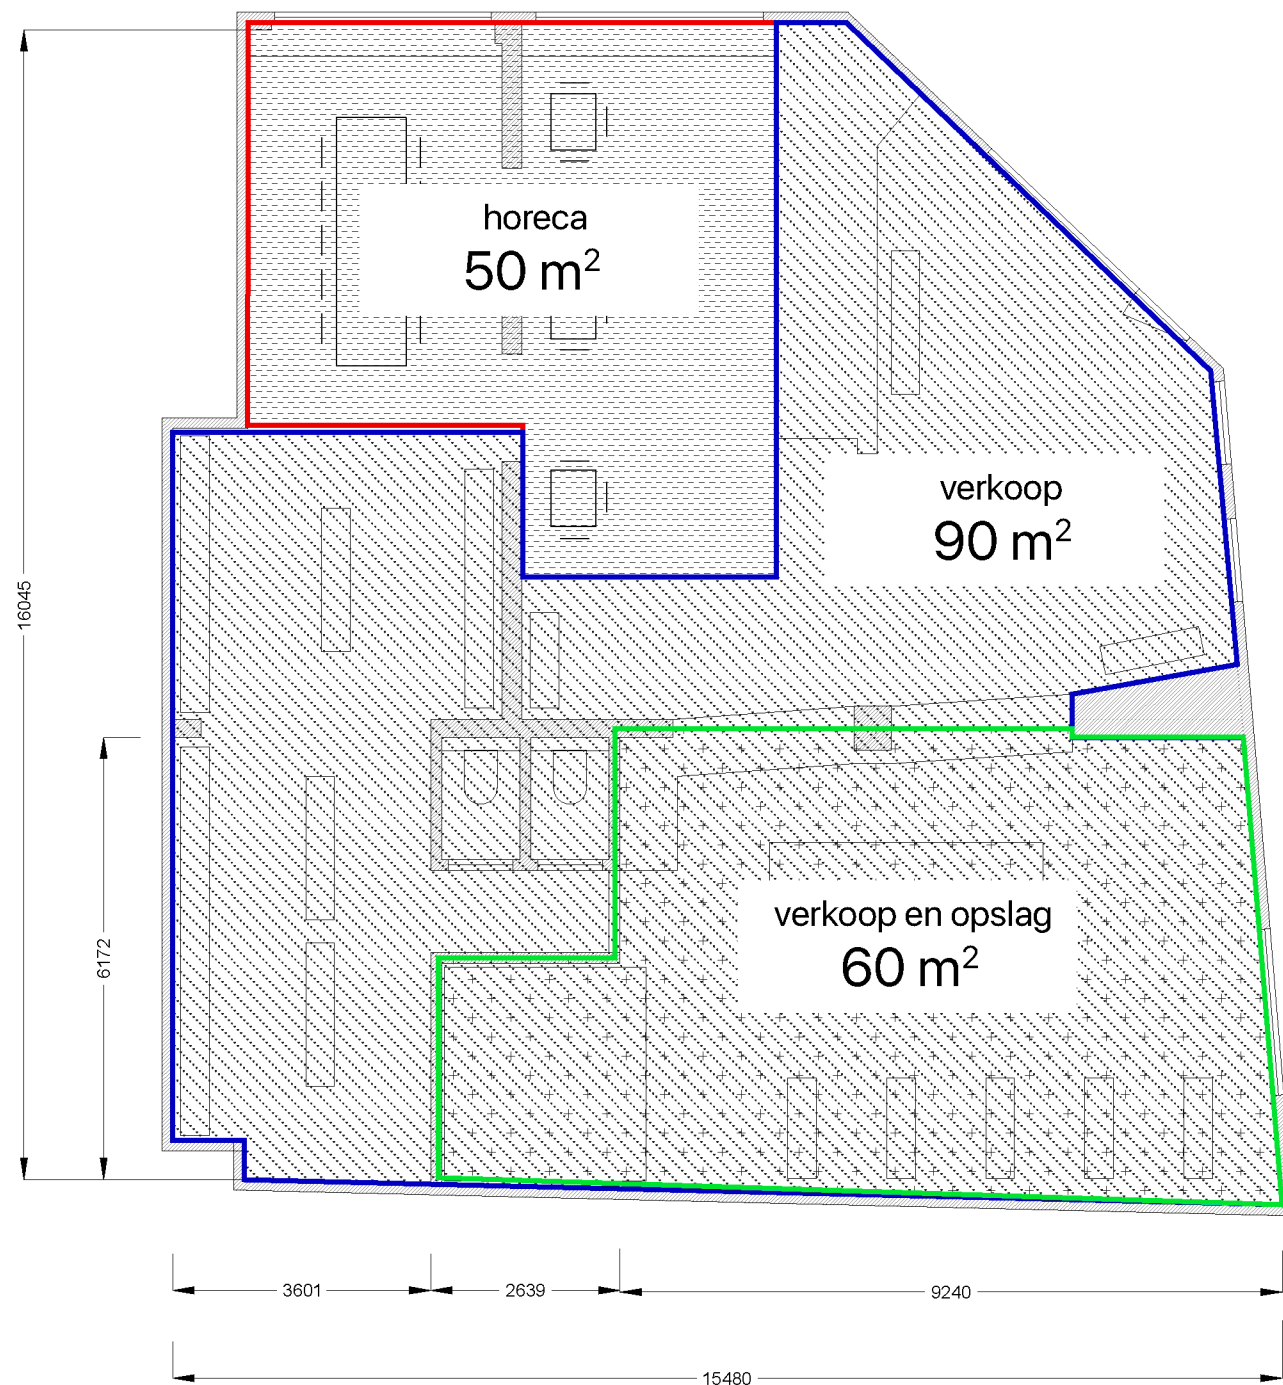 horeca
50 m²
verkoop
90 m²
16045
verkoop en opslag
60 m²
6172
3601
2639
9240
15480